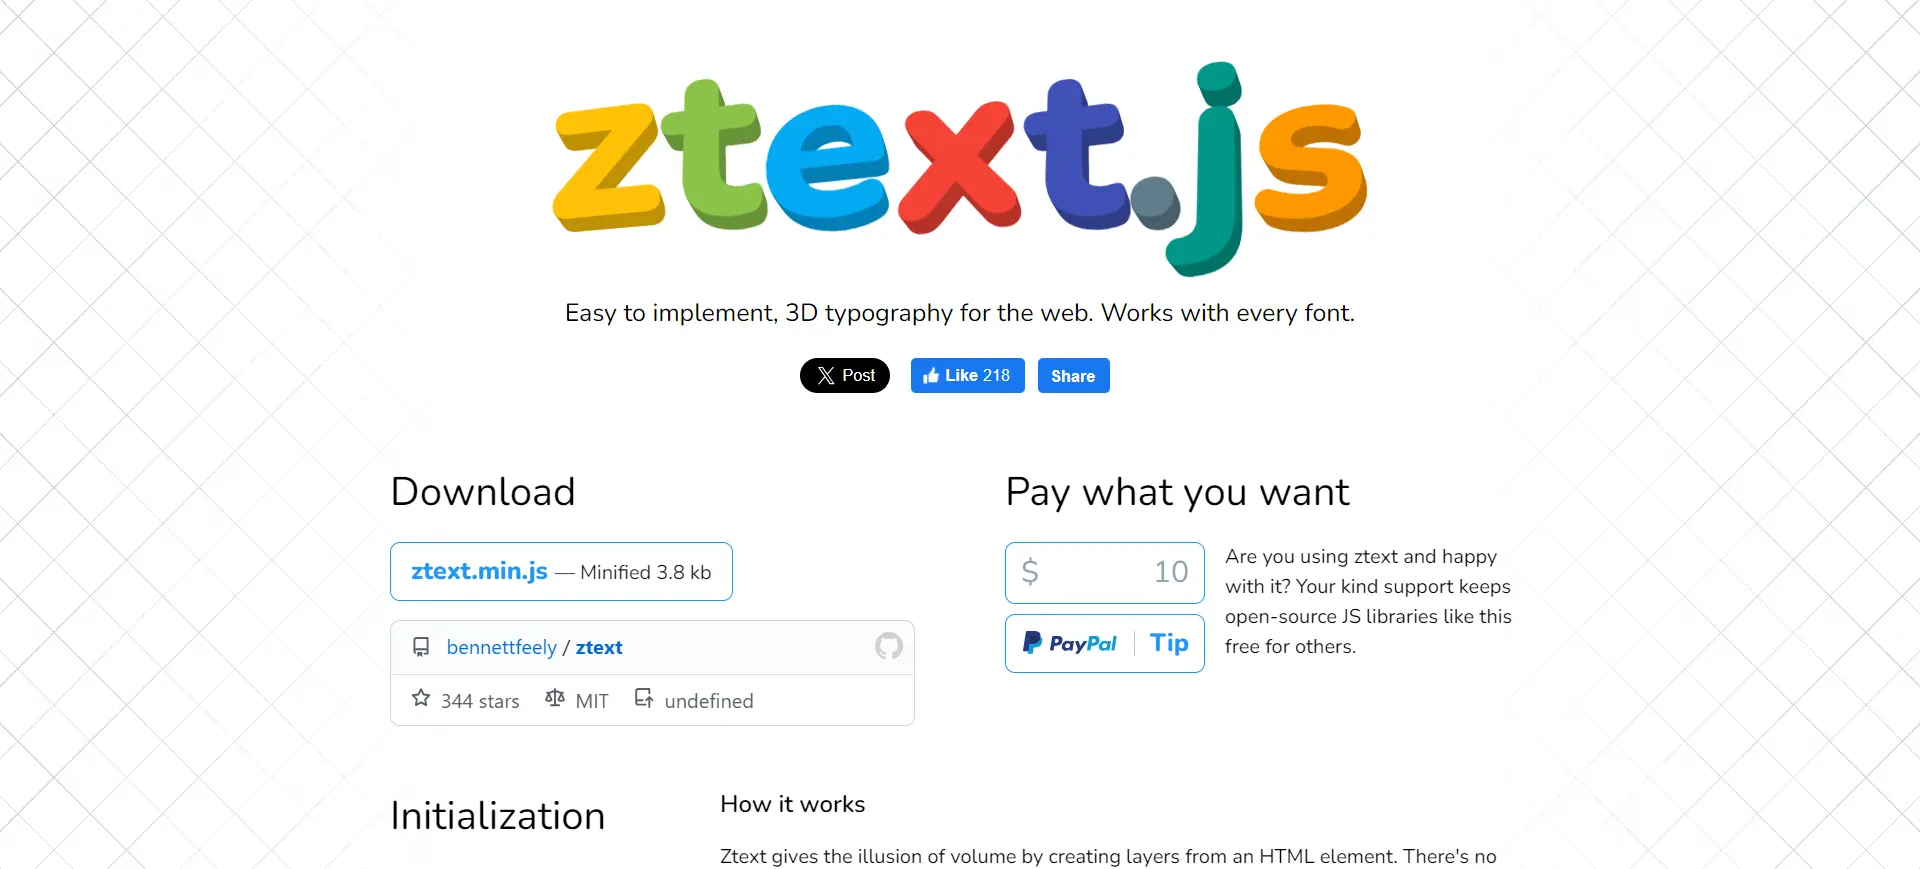 ztext.js
Easy to implement, 3D typography for the web. Works with every font.
Post
Like 218
Share
Download
ztext.min.js — Minified 3.8 kb
bennettfeely / ztext
344 stars
MIT
undefined
Pay what you want
$ 10
PayPal | Tip
Are you using ztext and happy
with it? Your kind support keeps
open-source JS libraries like this
free for others.
Initialization
How it works
Ztext gives the illusion of volume by creating layers from an HTML element. There's no